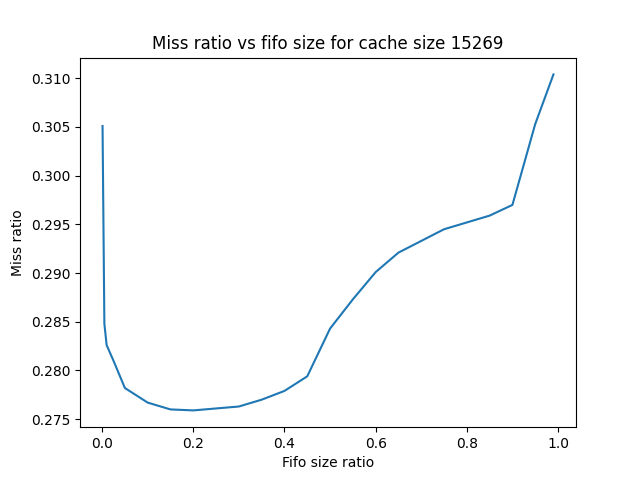 Miss ratio vs fifo size for cache size 15269
0.310
0.305
0.300
0.295
0.290
0.285
0.280
0.275
Miss ratio
0.0 0.2 0.4 0.6 0.8 1.0
Fifo size ratio